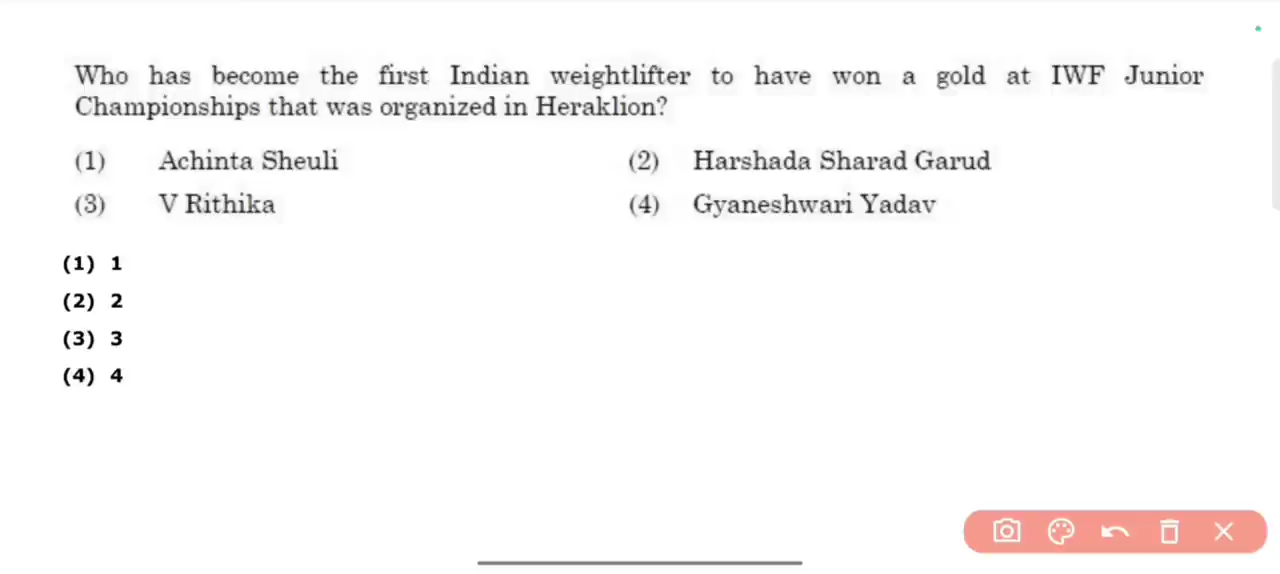 Who has become the first Indian weightlifter to have won a gold at IWF Junior
Championships that was organized in Heraklion?
(1) Achinta Sheuli (2) Harshada Sharad Garud
(3) V Rithika (4) Gyaneshwari Yadav
(1) 1
(2) 2
(3) 3
(4) 4